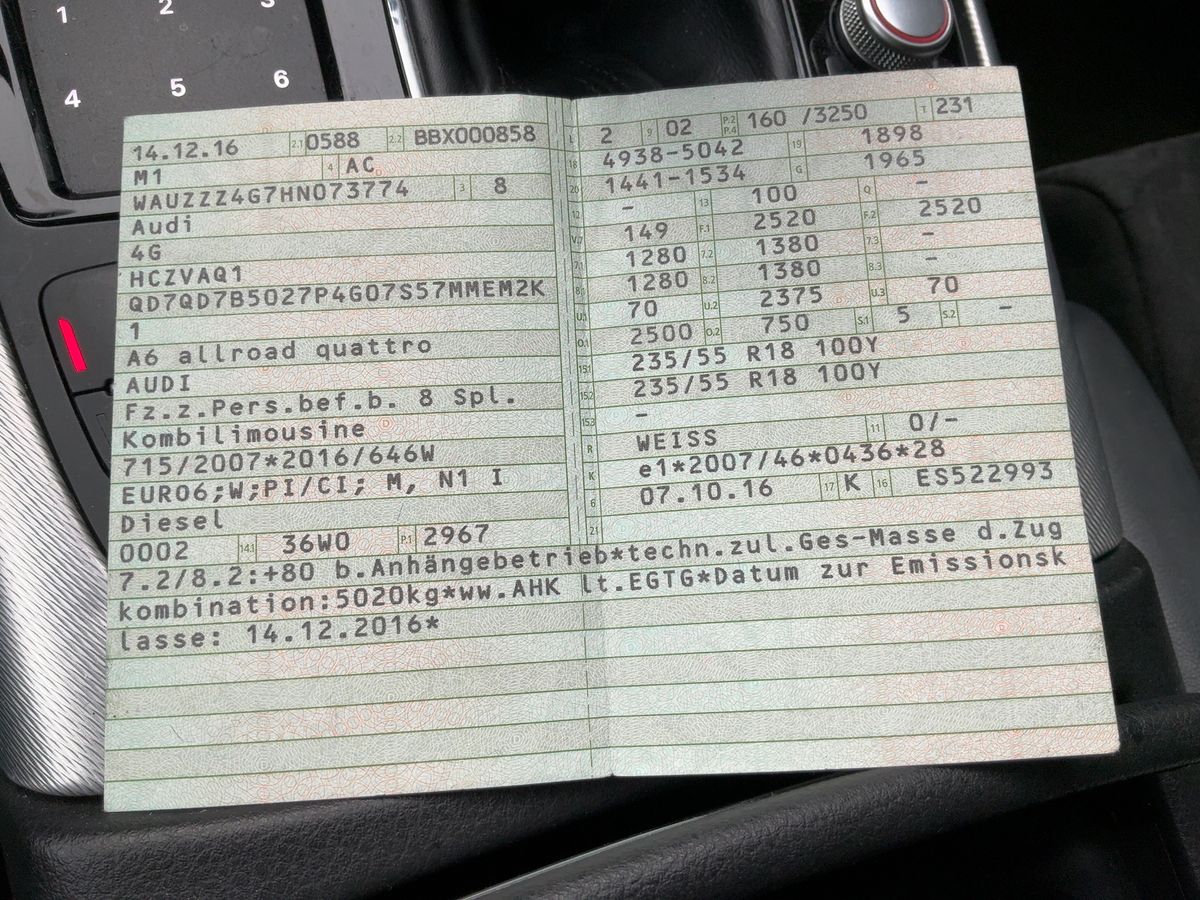 1 2 3
4 5 6
14.12.16 2.1 0588 2.2 BBX000858
M1 4 AC
WAUZZZ4G7HN073774 3 8
Audi
4G
HCZVAQ1
QD7QD7B5027P4G07S57MMEM2K
1
A6 allroad quattro
AUDI
Fz.z.Pers.bef.b. 8 Spl.
Kombilimousine
715/2007*2016/646W
EURO6;W;PI/CI; M, N1 I
Diesel
0002 14.1 36W0 P.1 2967
L 2 9 02 P.2 P.4 160 /3250 T 231
18 4938-5042 19 1898
20 1441-1534 G 1965
12 – 13 100 Q –
V.7 149 F.1 2520 F.2 2520
7.1 1280 7.2 1380 7.3 –
8.1 1280 8.2 1380 8.3 –
U.1 70 U.2 2375 U.3 70
O.1 2500 O.2 750 S.1 5 S.2 –
15.1 235/55 R18 100Y
15.2 235/55 R18 100Y
15.3 –
R WEISS 11 0/–
K e1*2007/46*0436*28
6 07.10.16 17 K 16 ES522993
21
7.2/8.2:+80 b.Anhängebetrieb*techn.zul.Ges-Masse d.Zug
kombination:5020kg*ww.AHK lt.EGTG*Datum zur Emissionsk
lasse: 14.12.2016*